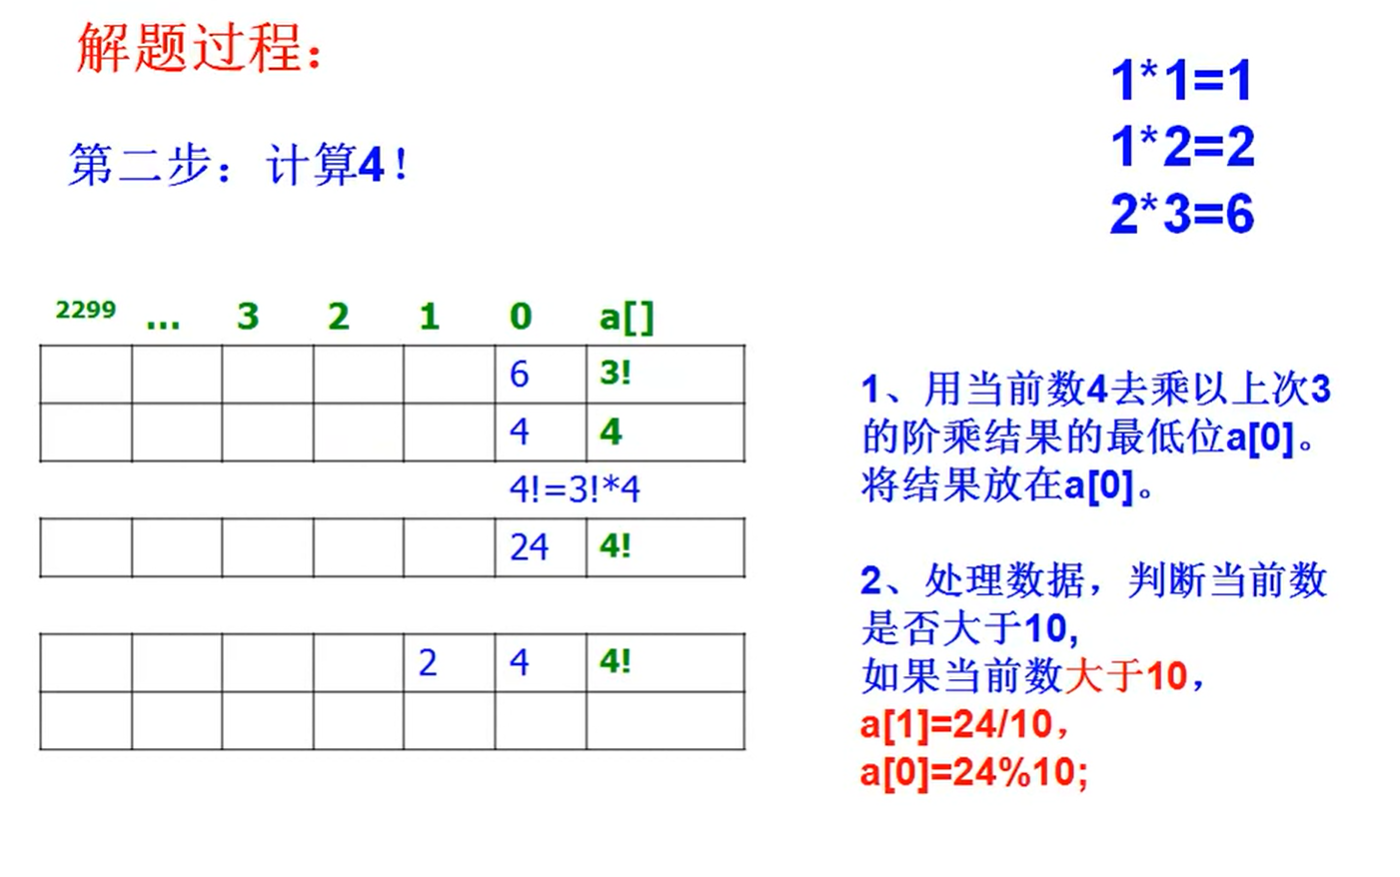 解题过程：
1*1=1
1*2=2
2*3=6
第二步：计算4！
2299 ... 3 2 1 0 a[]
6 3!
4 4
4!=3!*4
24 4!
2 4 4!
1、用当前数4去乘以上次3
的阶乘结果的最低位a[0]。
将结果放在a[0]。
2、处理数据，判断当前数
是否大于10,
如果当前数大于10，
a[1]=24/10，
a[0]=24%10;